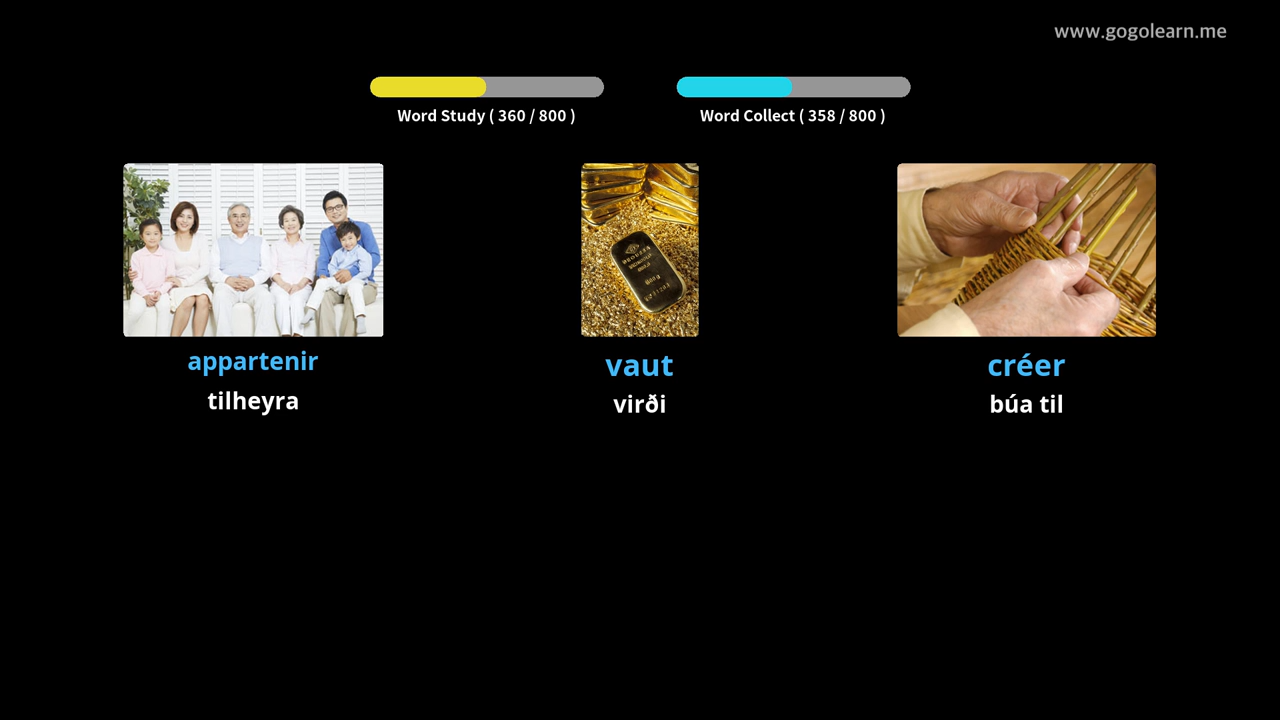 www.gogolearn.me
Word Study ( 360 / 800 )
Word Collect ( 358 / 800 )
appartenir
tilheyra
vaut
virði
créer
búa til